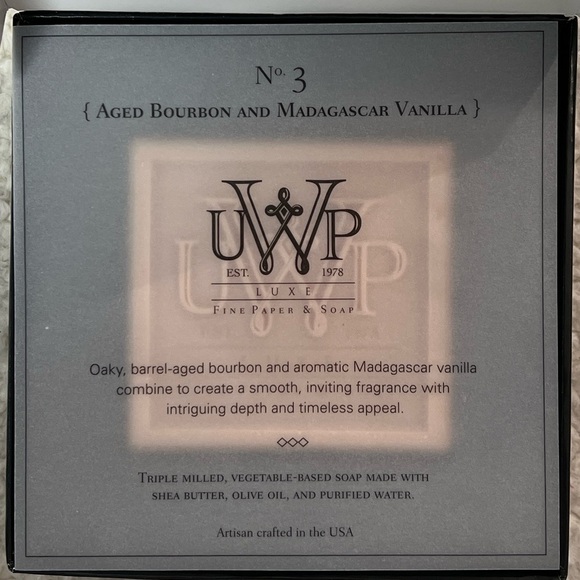 No. 3
{ Aged Bourbon and Madagascar Vanilla }
UWP
EST. 1978
LUXE
Fine Paper & Soap
Oaky, barrel-aged bourbon and aromatic Madagascar vanilla
combine to create a smooth, inviting fragrance with
intriguing depth and timeless appeal.
Triple milled, vegetable-based soap made with
shea butter, olive oil, and purified water.
Artisan crafted in the USA